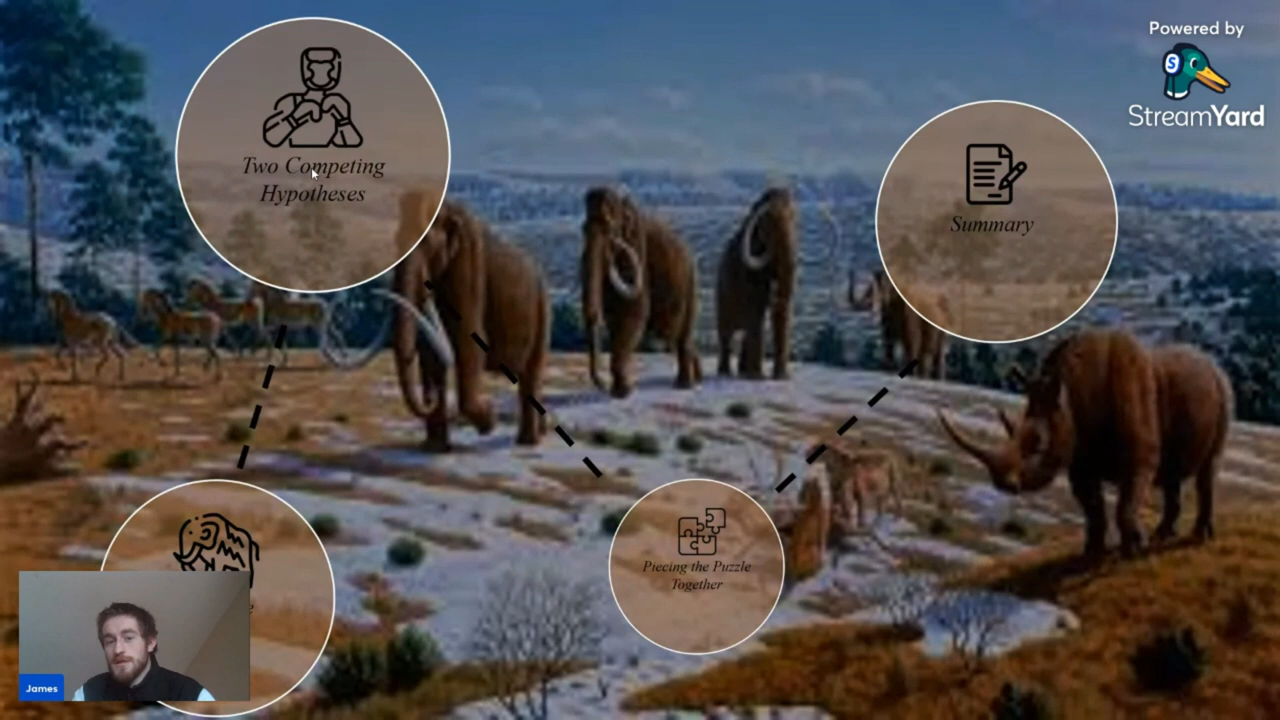 Powered by
S
StreamYard
Two Competing
Hypotheses
Summary
Piecing the Puzzle
Together
James